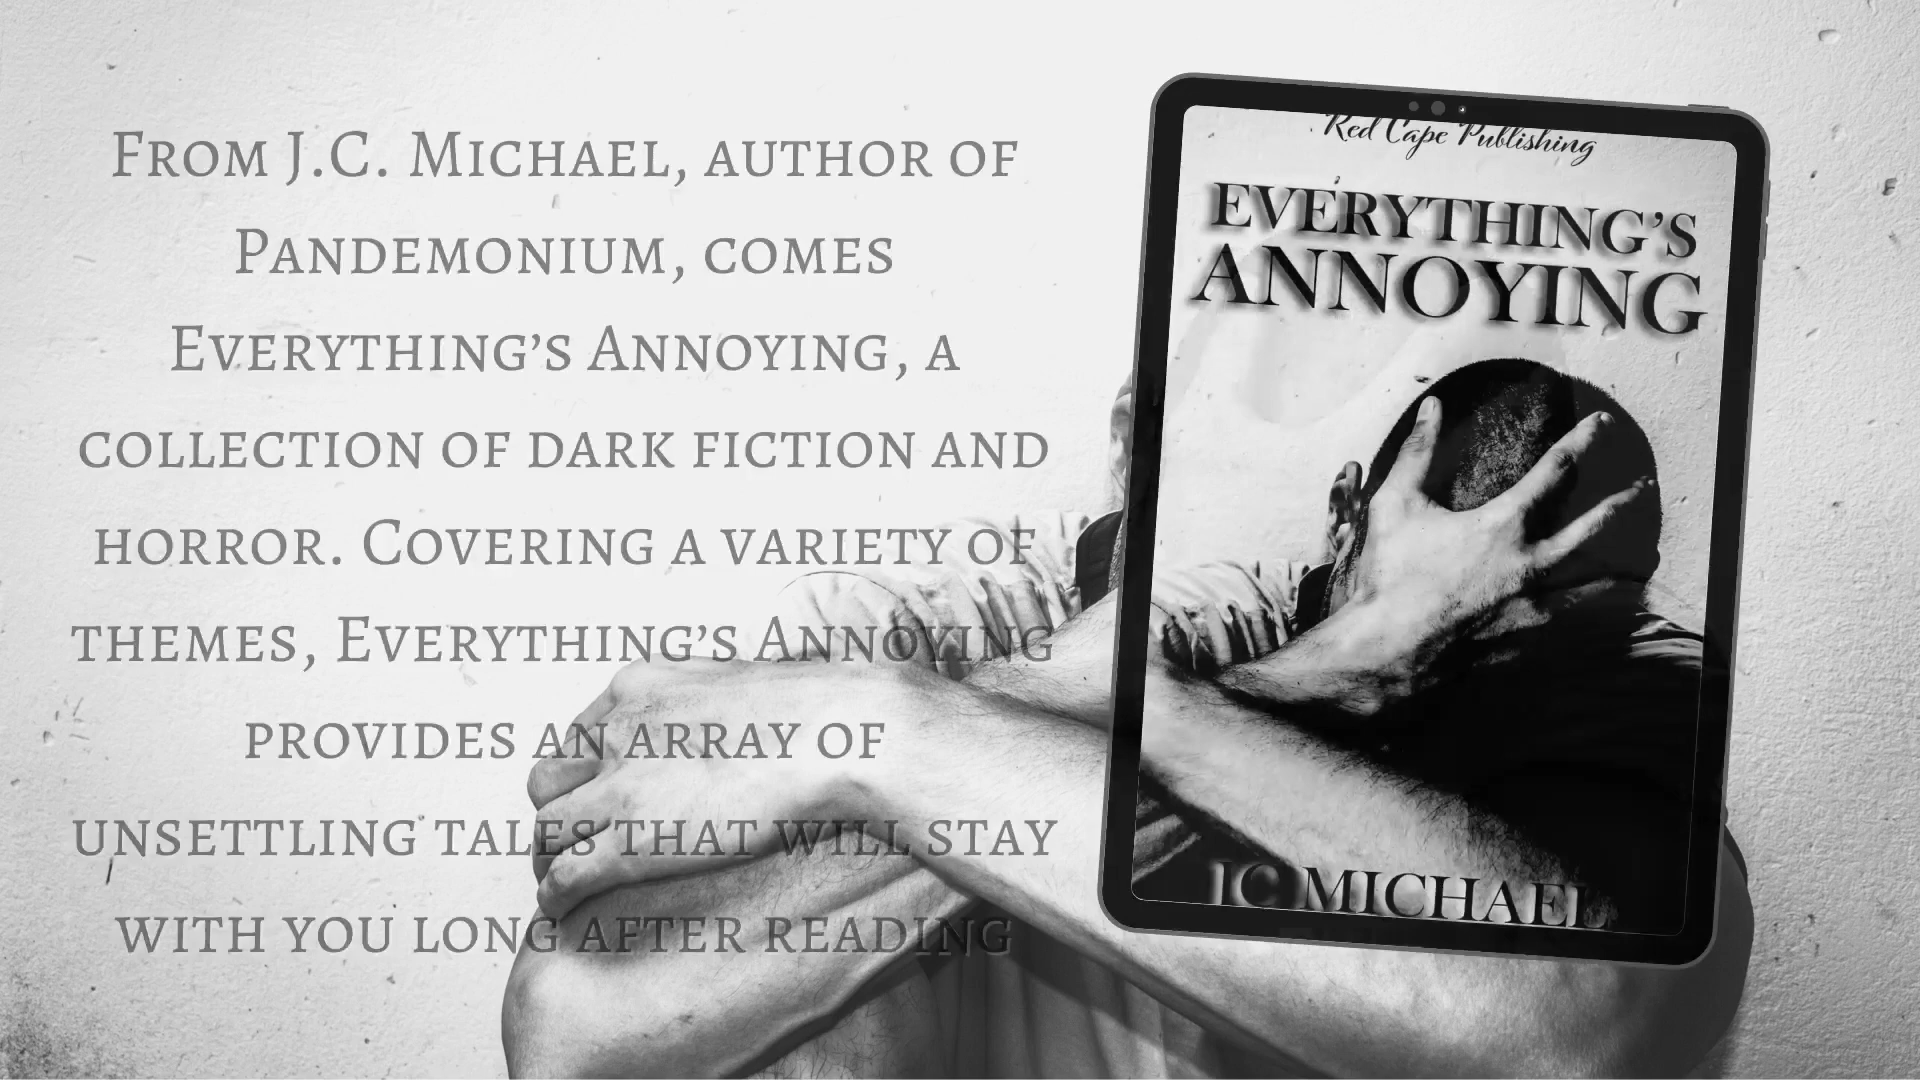 From J.C. Michael, author of
Pandemonium, comes
Everything's Annoying, a
collection of dark fiction and
horror. Covering a variety of
themes, Everything's Annoying
provides an array of
unsettling tales that will stay
with you long after reading
Red Cape Publishing
EVERYTHING'S
ANNOYING
JC MICHAEL